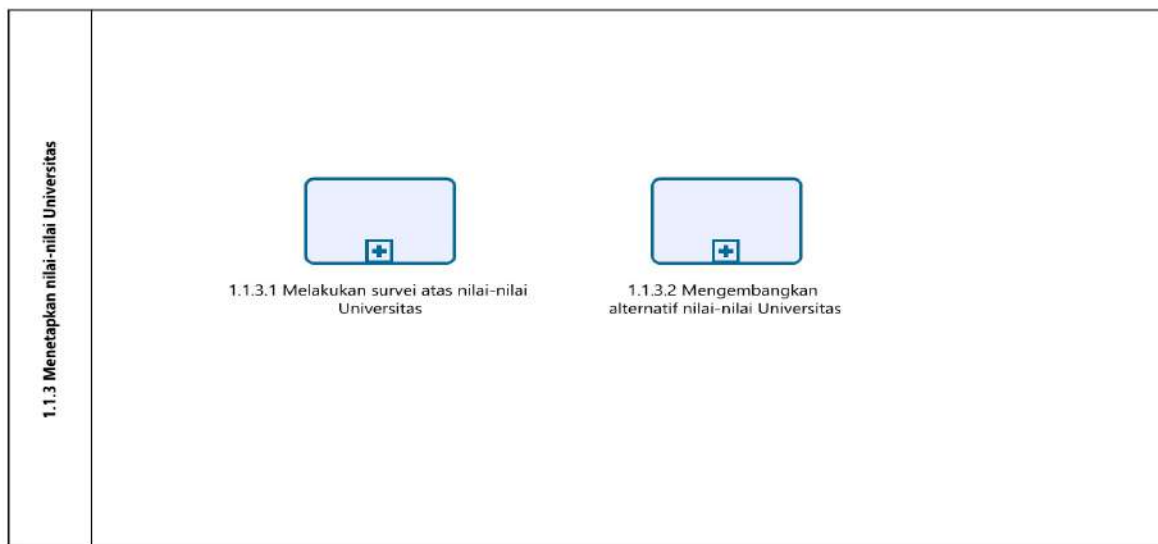 1.1.3 Menetapkan nilai-nilai Universitas
1.1.3.1 Melakukan survei atas nilai-nilai
Universitas
1.1.3.2 Mengembangkan
alternatif nilai-nilai Universitas